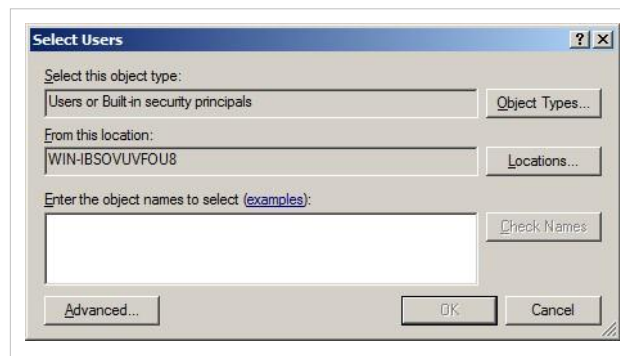 Select Users
Select this object type:
Users or Built-in security principals
Object Types...
From this location:
WIN-IBSOVUVFOU8
Locations...
Enter the object names to select (examples):
Check Names
Advanced...
OK
Cancel